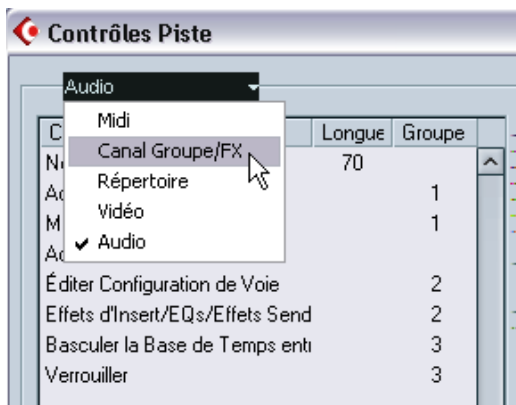 Contrôles Piste
Audio
Longue Groupe
Midi
Canal Groupe/FX 70
Répertoire 1
Vidéo 1
Audio
Éditer Configuration de Voie 2
Effets d'Insert/EQs/Effets Send 2
Basculer la Base de Temps entr 3
Verrouiller 3